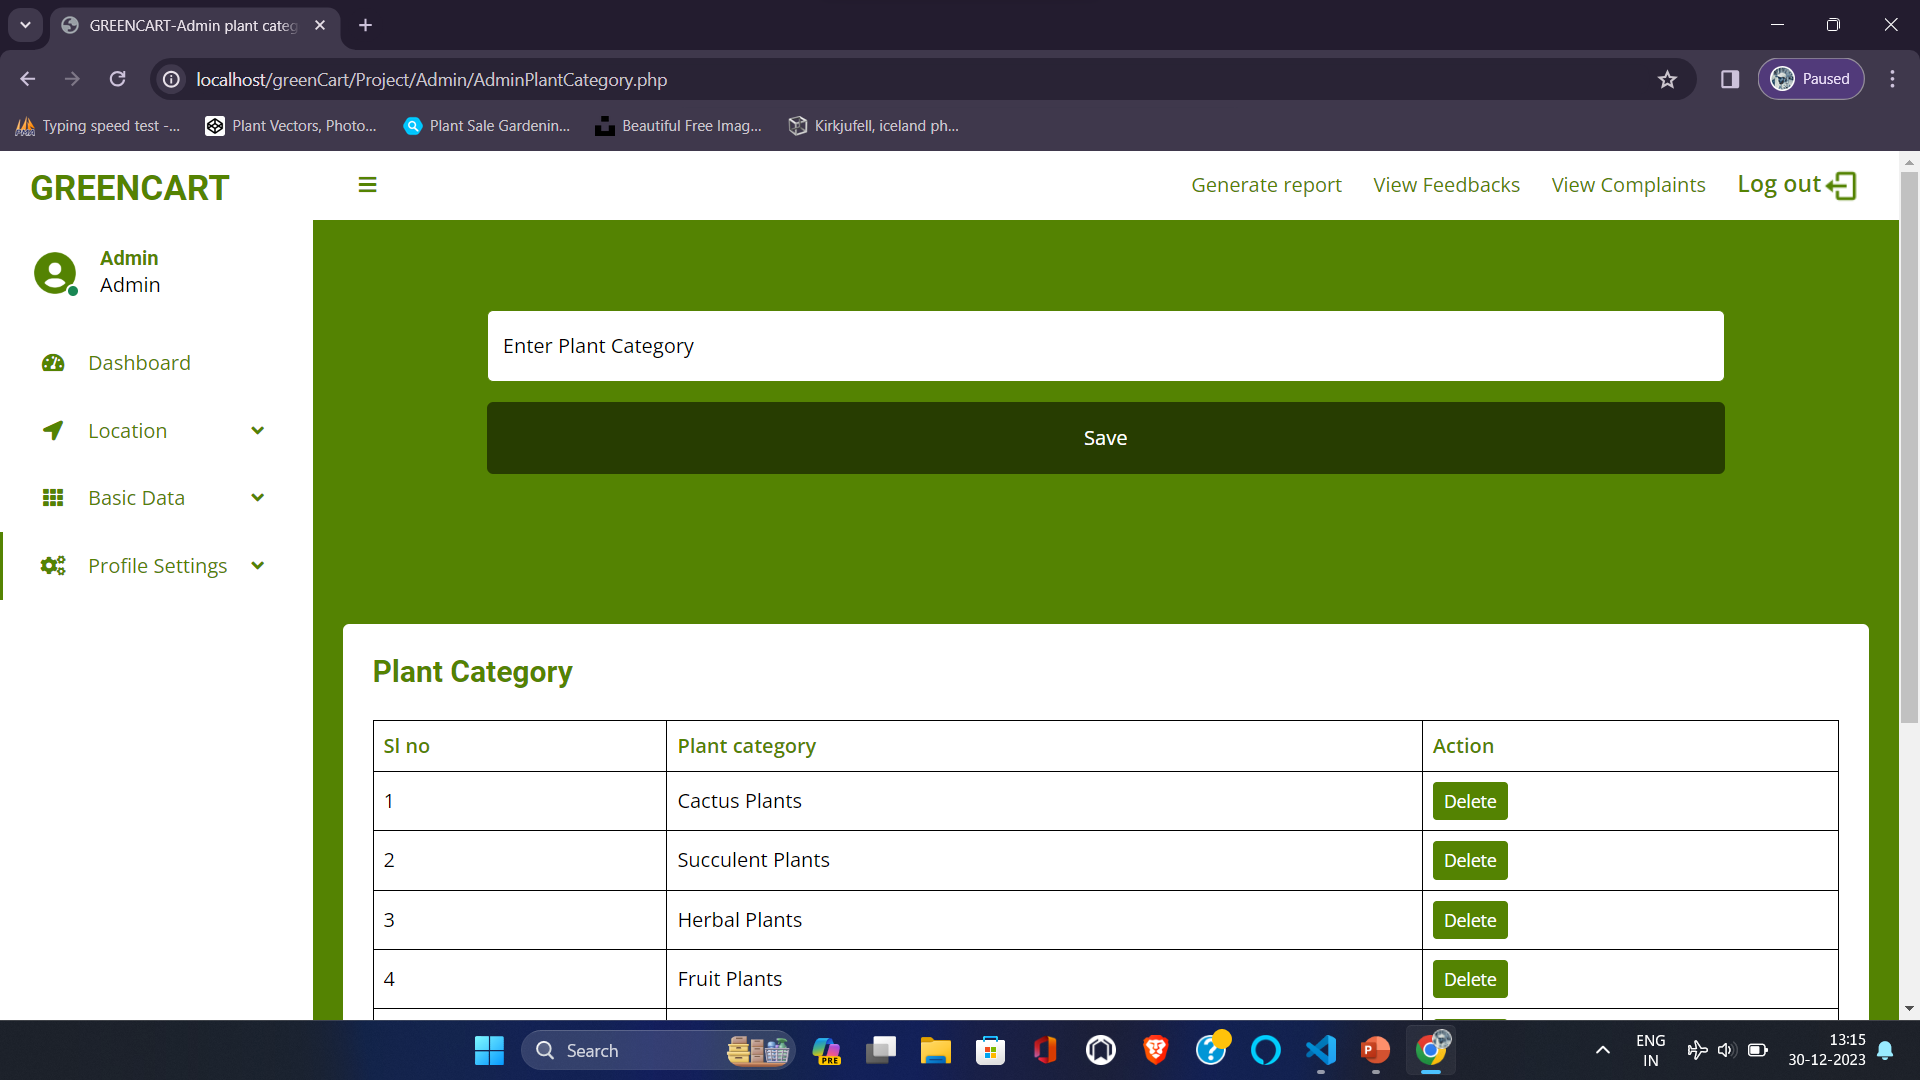 GREENCART-Admin plant categ
localhost/greenCart/Project/Admin/AdminPlantCategory.php
Paused
Typing speed test -...
Plant Vectors, Photo...
Plant Sale Gardenin...
Beautiful Free Imag...
Kirkjufell, iceland ph...
GREENCART
Generate report
View Feedbacks
View Complaints
Log out
Admin
Admin
Dashboard
Location
Basic Data
Profile Settings
Enter Plant Category
Save
Plant Category
Sl no Plant category Action
1 Cactus Plants Delete
2 Succulent Plants Delete
3 Herbal Plants Delete
4 Fruit Plants Delete
Search
PRE
ENG
IN
13:15
30-12-2023